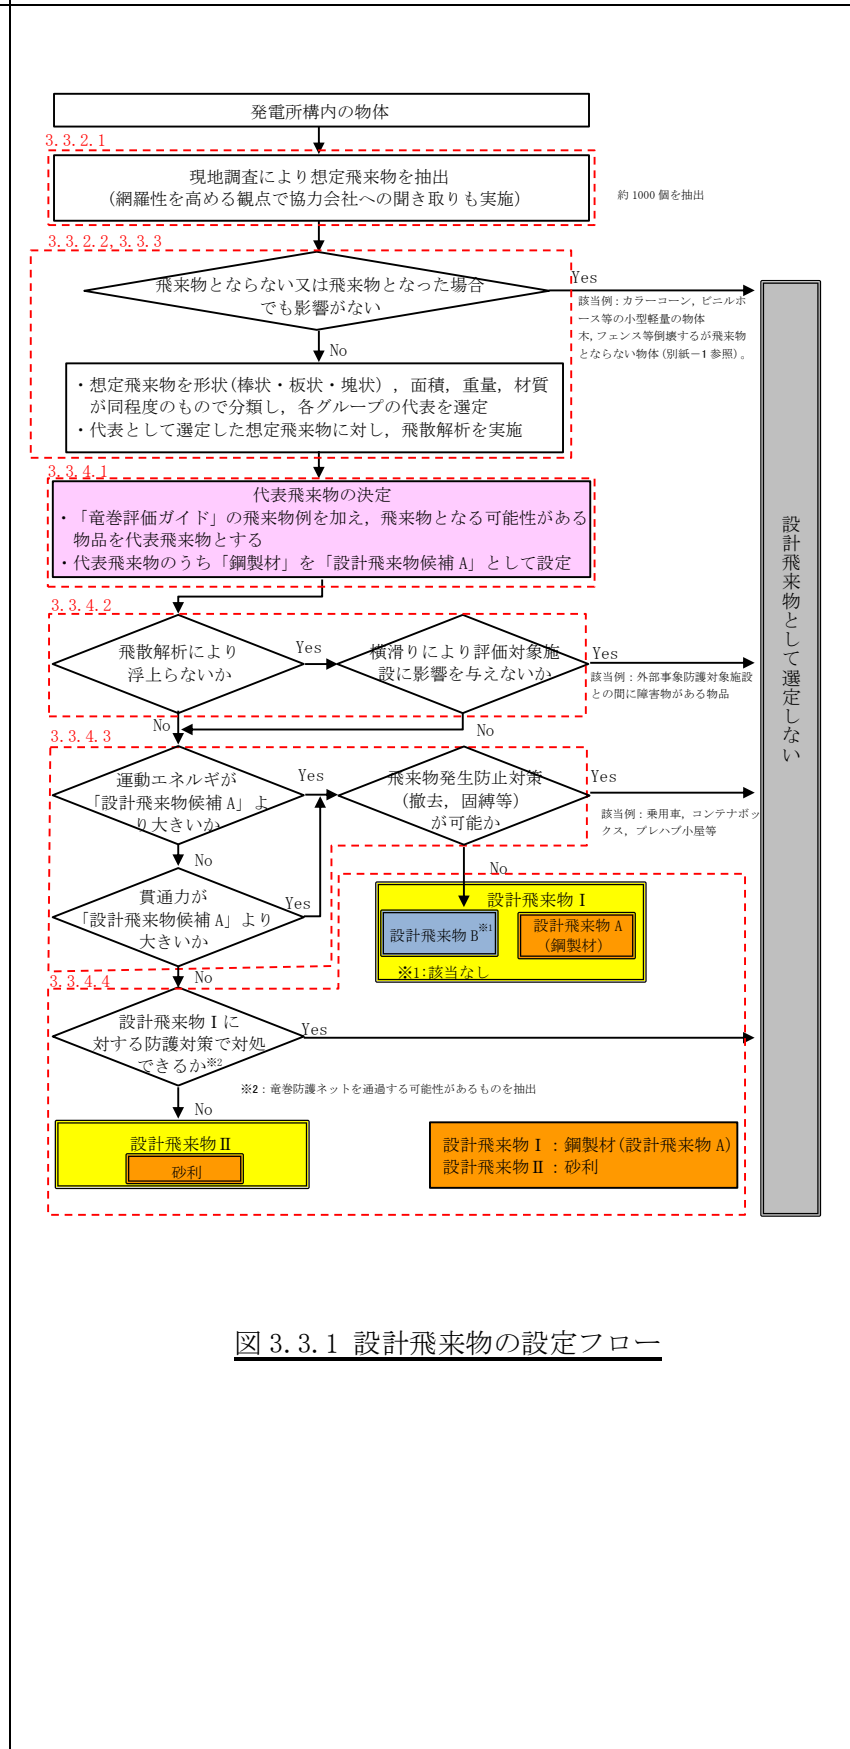 発電所構内の物体
3.3.2.1
現地調査により想定飛来物を抽出
(網羅性を高める観点で協力会社への聞き取りも実施)
約 1000 個を抽出
3.3.2.2,3.3.3
飛来物とならない又は飛来物となった場合
でも影響がない
Yes
該当例：カラーコーン，ビニルホ
ース等の小型軽量の物体
木，フェンス等倒壊するが飛来物
とならない物体(別紙－1 参照)。
No
・想定飛来物を形状(棒状・板状・塊状)，面積，重量，材質
が同程度のもので分類し，各グループの代表を選定
・代表として選定した想定飛来物に対し，飛散解析を実施
3.3.4.1
代表飛来物の決定
・「竜巻評価ガイド」の飛来物例を加え，飛来物となる可能性がある
物品を代表飛来物とする
・代表飛来物のうち「鋼製材」を「設計飛来物候補 A」として設定
設計飛来物として選定しない
3.3.4.2
飛散解析により
浮上らないか
Yes
横滑りにより評価対象施
設に影響を与えないか
Yes
該当例：外部事象防護対象施設
との間に障害物がある物品
No
No
3.3.4.3
運動エネルギが
「設計飛来物候補 A」よ
り大きいか
Yes
飛来物発生防止対策
(撤去，固縛等)
が可能か
Yes
該当例：乗用車，コンテナボッ
クス，プレハブ小屋等
No
No
貫通力が
「設計飛来物候補 A」より
大きいか
Yes
設計飛来物Ⅰ
設計飛来物 B※1
設計飛来物 A
(鋼製材)
※1:該当なし
No
3.3.4.4
設計飛来物Ⅰに
対する防護対策で対処
できるか※2
Yes
※2：竜巻防護ネットを通過する可能性があるものを抽出
No
設計飛来物Ⅱ
砂利
設計飛来物Ⅰ：鋼製材(設計飛来物 A)
設計飛来物Ⅱ：砂利
図 3.3.1 設計飛来物の設定フロー